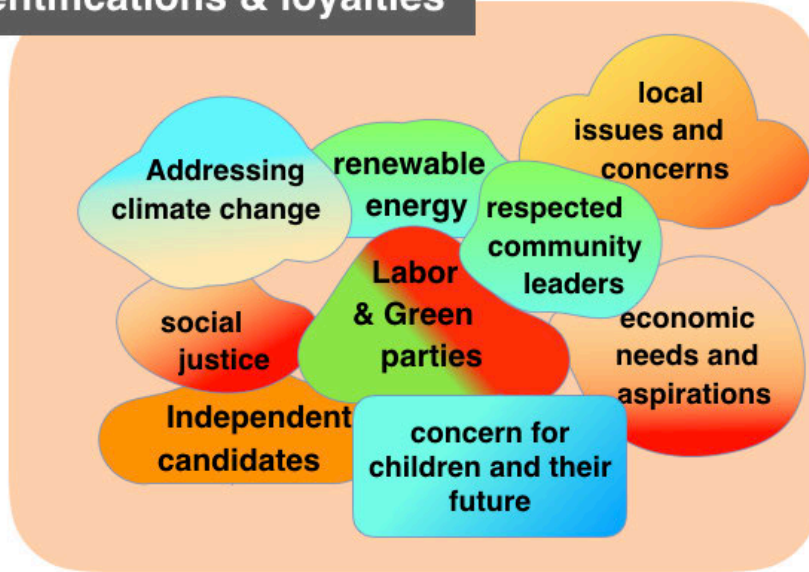 & loyalties
Addressing
climate change
renewable
energy
local
issues and
concerns
respected
community
leaders
Labor
& Green
parties
social
justice
economic
needs and
aspirations
Independent
candidates
concern for
children and their
future